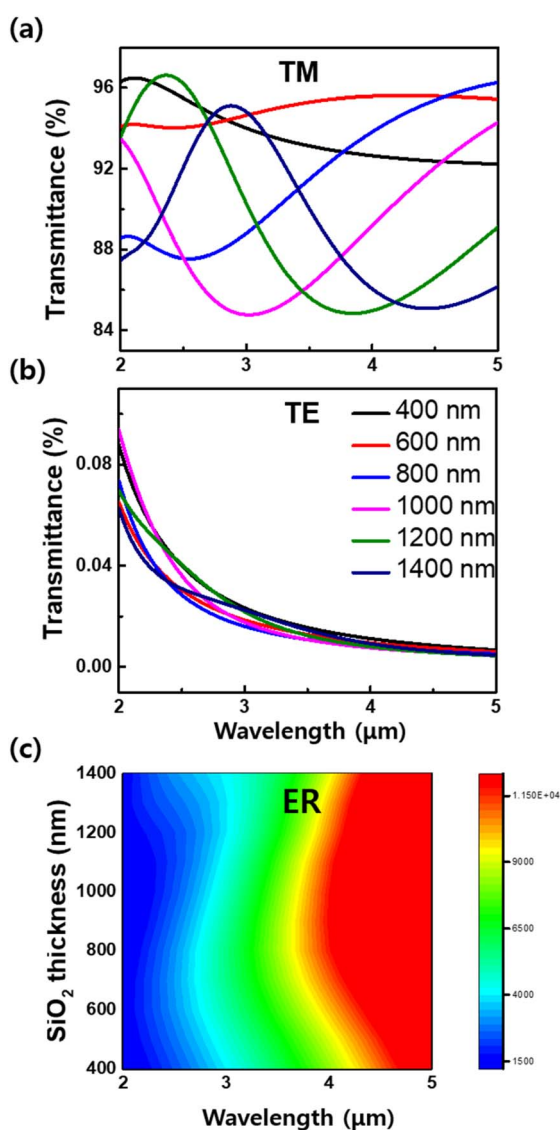 (a)
TM
Transmittance (%)
96
92
88
84
2 3 4 5
(b)
TE
Transmittance (%)
0.08
0.04
0.00
400 nm
600 nm
800 nm
1000 nm
1200 nm
1400 nm
2 3 4 5
Wavelength (μm)
(c)
ER
SiO₂ thickness (nm)
1400
1200
1000
800
600
400
2 3 4 5
Wavelength (μm)
1.150E+04
9000
4000
1500